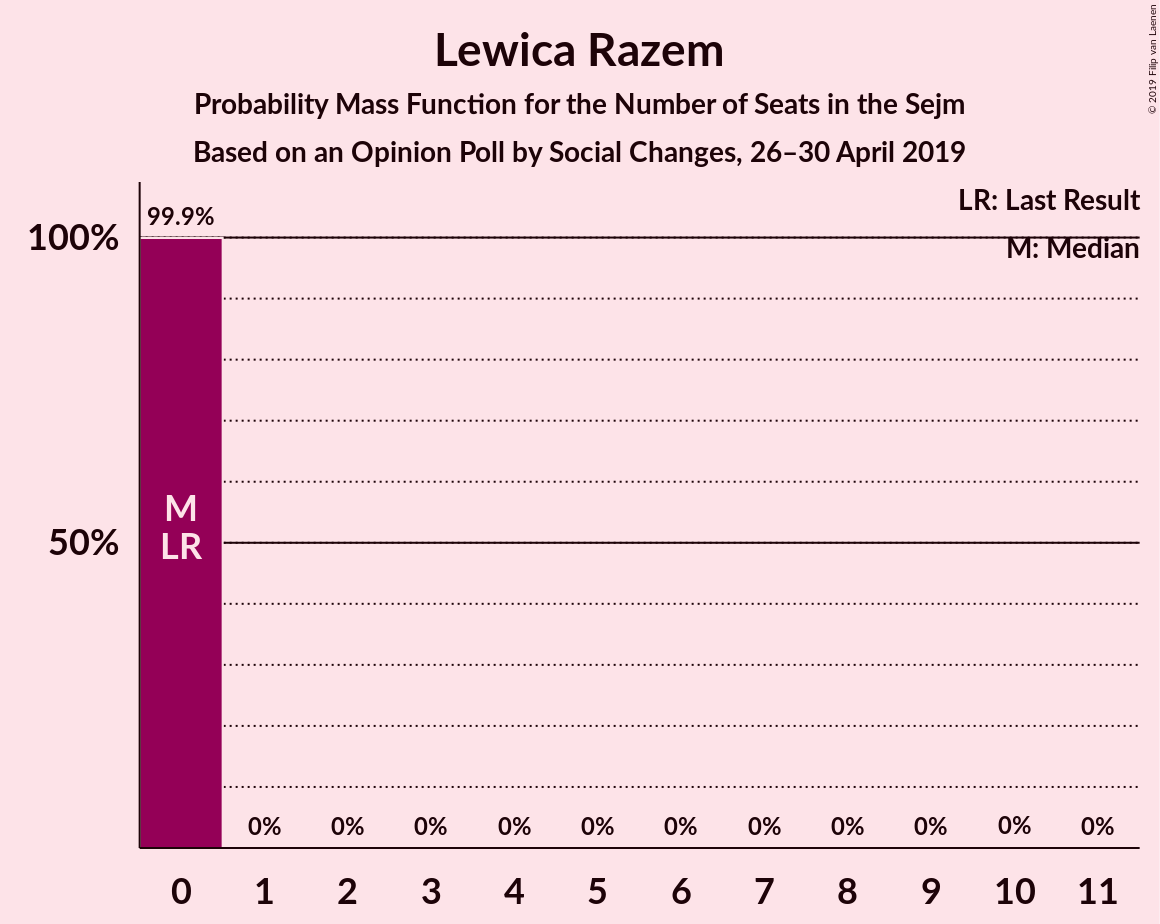 Lewica Razem
Probability Mass Function for the Number of Seats in the Sejm
Based on an Opinion Poll by Social Changes, 26–30 April 2019
© 2019 Filip van Laenen
LR: Last Result
M: Median
99.9%
100%
50%
M
LR
0% 0% 0% 0% 0% 0% 0% 0% 0% 0% 0%
0 1 2 3 4 5 6 7 8 9 10 11